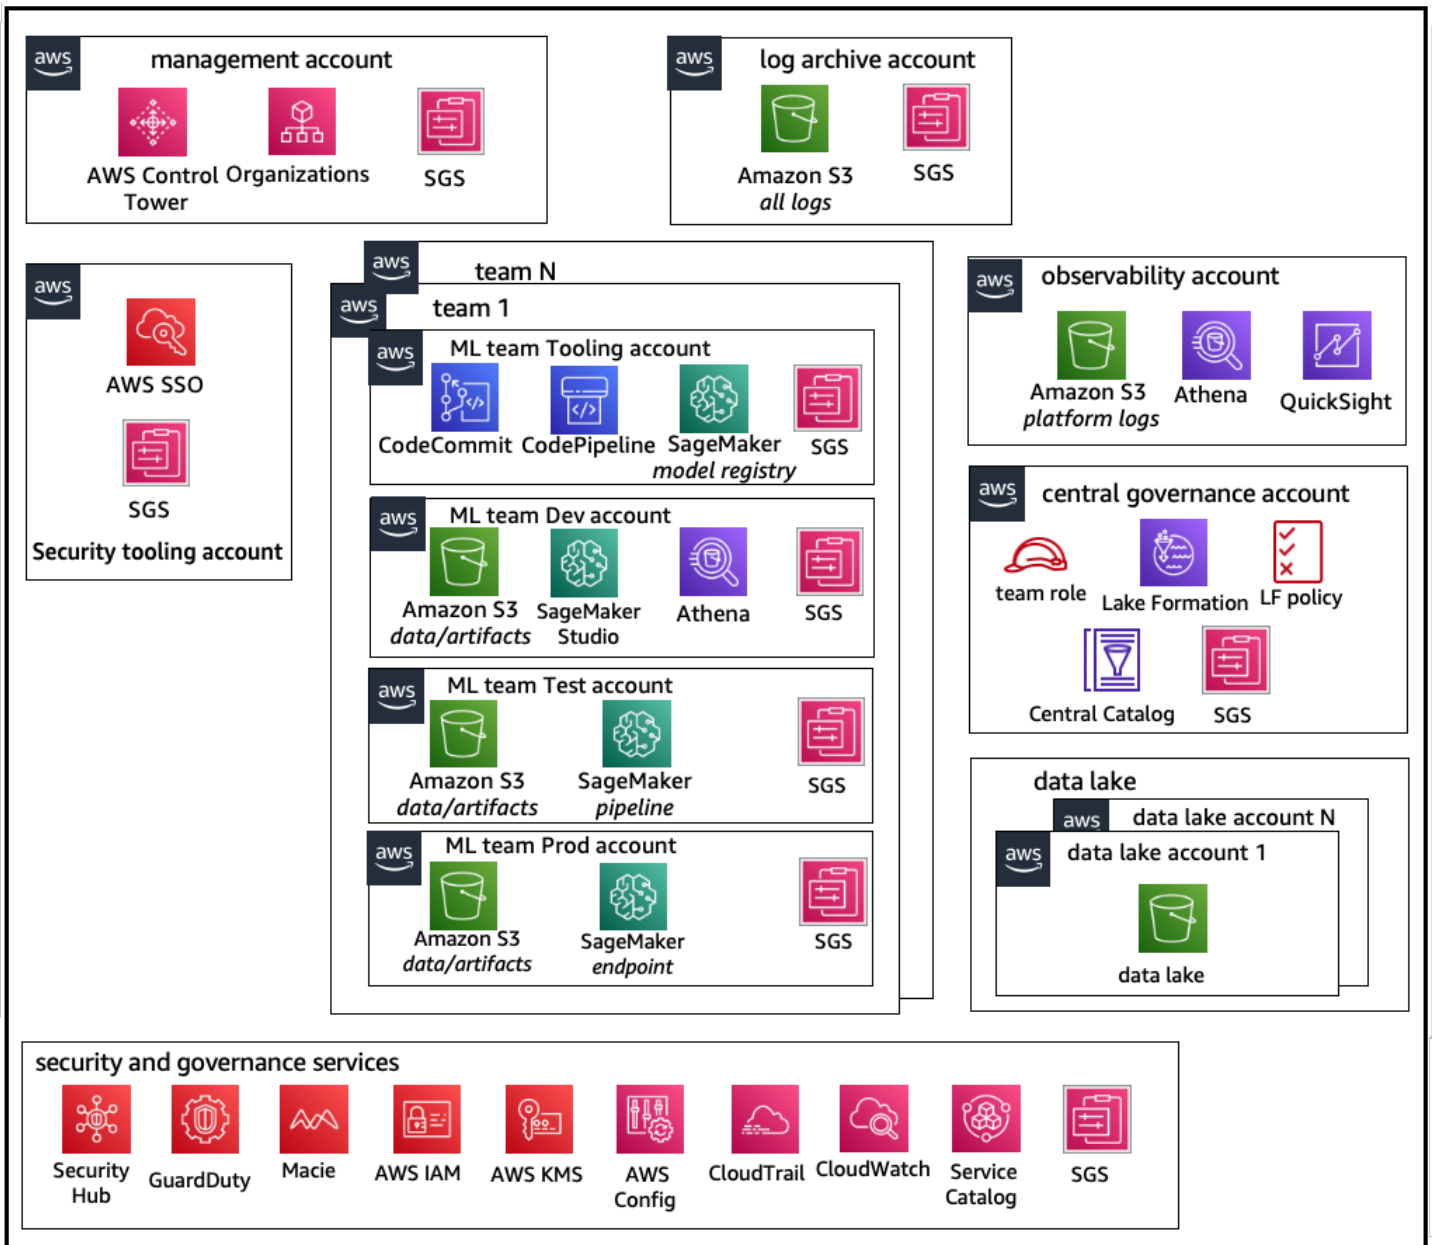 aws
management account
AWS Control
Tower
Organizations
SGS
aws
log archive account
Amazon S3
all logs
SGS
aws
AWS SSO
SGS
Security tooling account
aws
team N
aws
team 1
aws
ML team Tooling account
CodeCommit
CodePipeline
SageMaker
model registry
SGS
aws
ML team Dev account
Amazon S3
data/artifacts
SageMaker
Studio
Athena
SGS
aws
ML team Test account
Amazon S3
data/artifacts
SageMaker
pipeline
SGS
aws
ML team Prod account
Amazon S3
data/artifacts
SageMaker
endpoint
SGS
aws
observability account
Amazon S3
platform logs
Athena
QuickSight
aws
central governance account
team role
Lake Formation
LF policy
Central Catalog
SGS
data lake
aws
data lake account N
aws
data lake account 1
data lake
security and governance services
Security
Hub
GuardDuty
Macie
AWS IAM
AWS KMS
AWS
Config
CloudTrail
CloudWatch
Service
Catalog
SGS